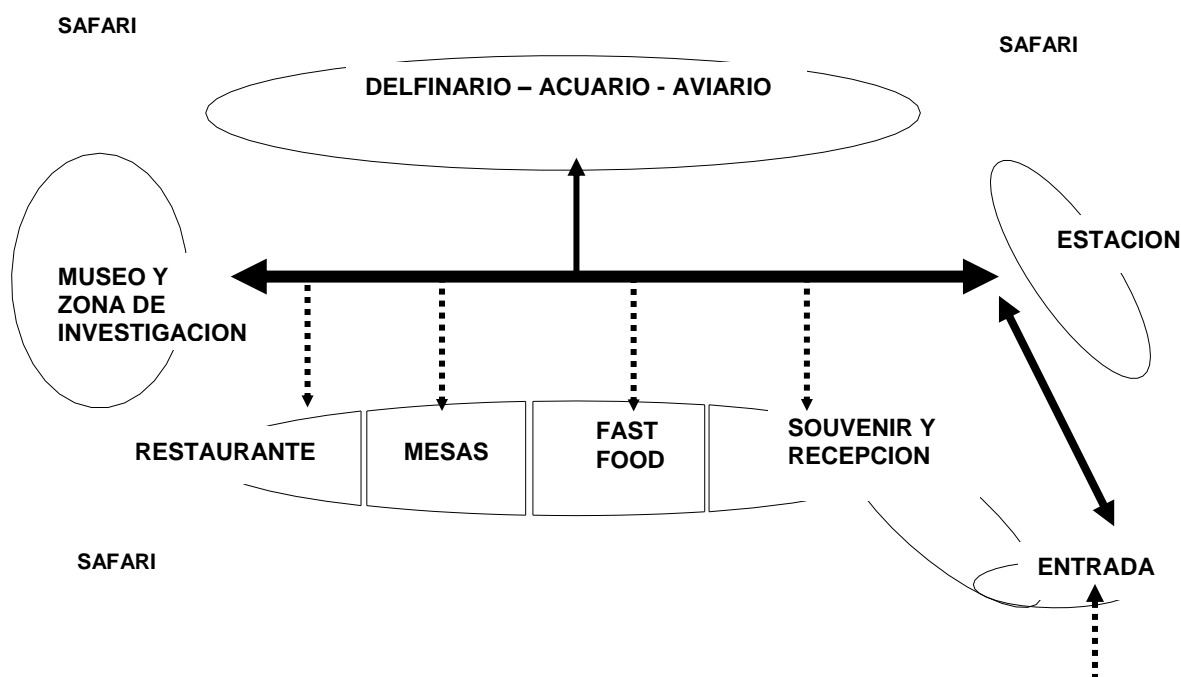 SAFARI
SAFARI
DELFINARIO – ACUARIO - AVIARIO
ESTACION
MUSEO Y
ZONA DE
INVESTIGACION
RESTAURANTE
MESAS
FAST
FOOD
SOUVENIR Y
RECEPCION
SAFARI
ENTRADA